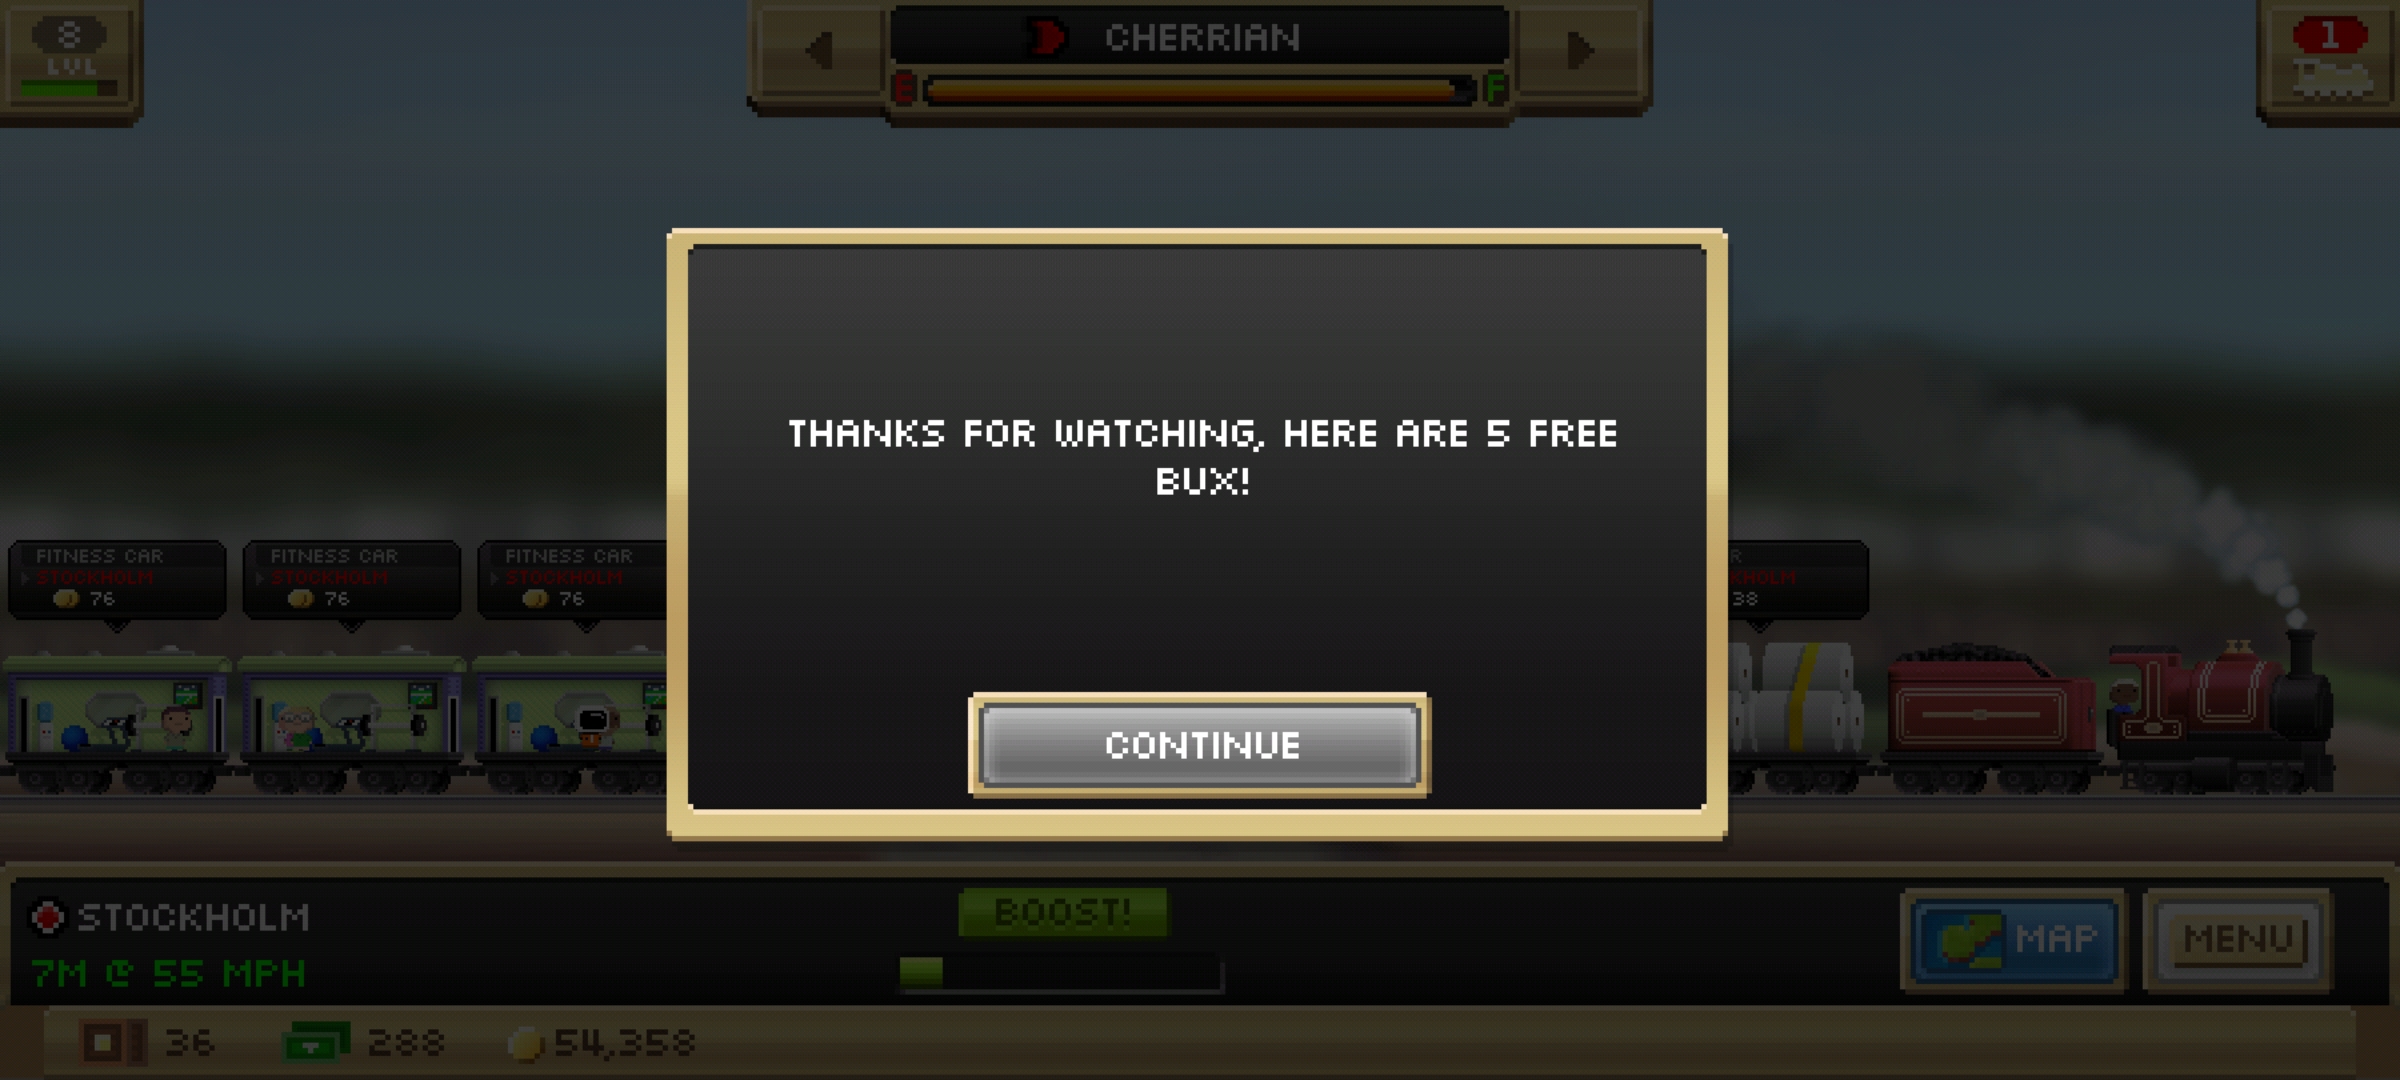 8
LVL
CHERRIAN
E
F
1
THANKS FOR WATCHING, HERE ARE 5 FREE
BUX!
FITNESS CAR
STOCKHOLM
76
FITNESS CAR
STOCKHOLM
76
FITNESS CAR
STOCKHOLM
76
R
KHOLM
38
CONTINUE
STOCKHOLM
7M @ 55 MPH
BOOST!
MAP
MENU
36
288
54,358